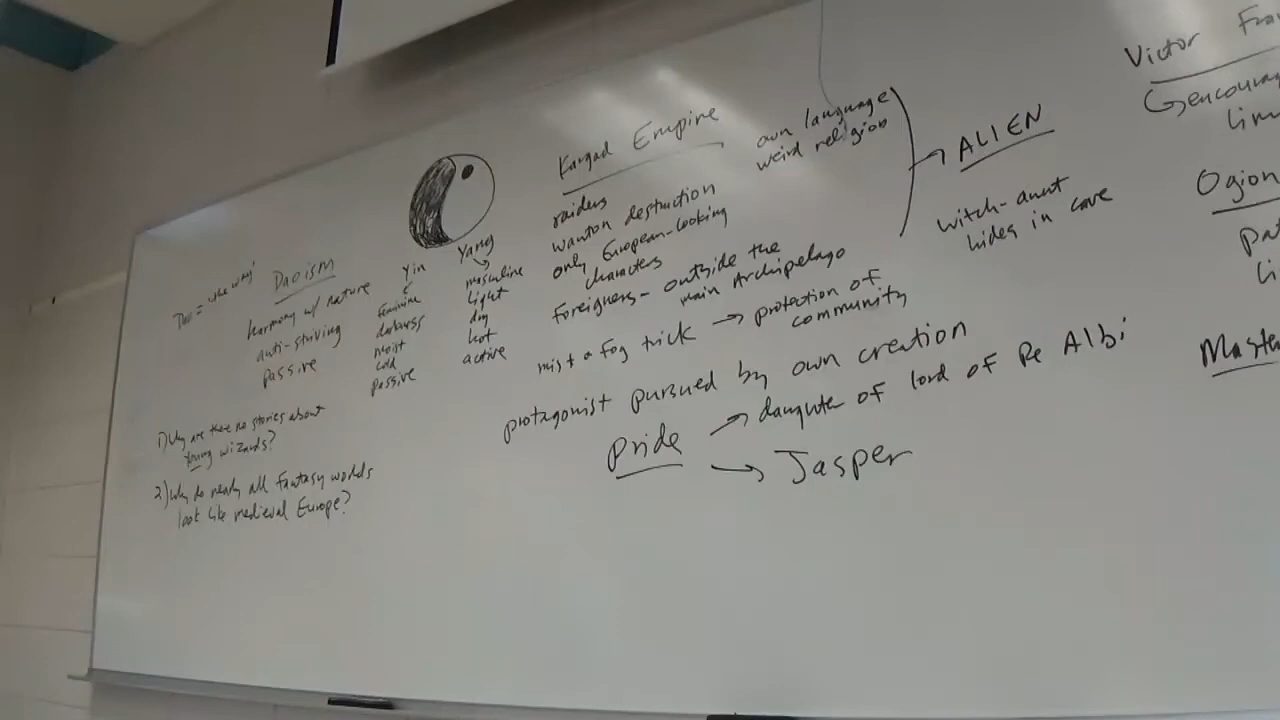 Dao = "the way"
Daoism
harmony w/ nature
anti-striving
passive
Yin
feminine
darkness
moist
cold
passive
Yang
masculine
light
dry
hot
active
1) Why are there no stories about
young wizards?
2) Why do nearly all fantasy worlds
look like medieval Europe?
Kargad Empire
raiders
wanton destruction
only European-looking
characters
foreigners - outside the
main Archipelago
own language
weird religion
→ ALIEN
witch-aunt
hides in cave
mist & fog trick → protection of
community
protagonist pursued by own creation
Pride → daughter of lord of Re Albi
→ Jasper
Victor
Ogion
Master